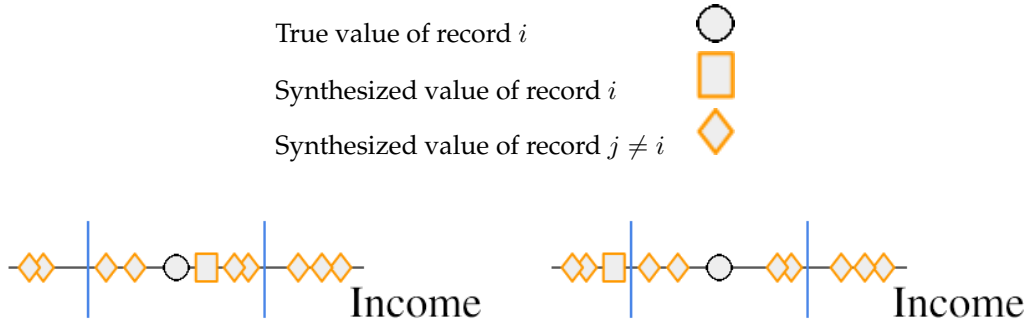 True value of record i
Synthesized value of record i
Synthesized value of record j ≠ i
Income
Income